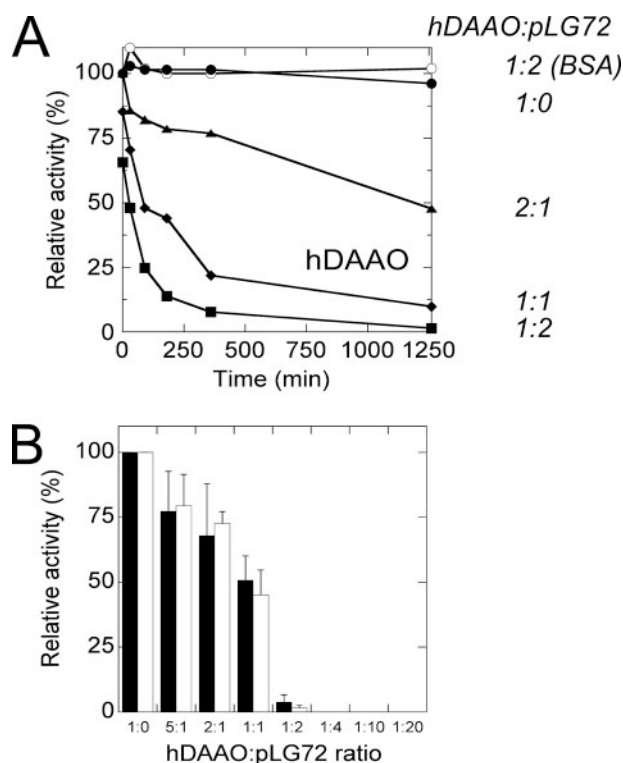 A
hDAAO:pLG72
1:2 (BSA)
1:0
2:1
1:1
1:2
Relative activity (%)
100
75
50
25
0
hDAAO
0 250 500 750 1000 1250
Time (min)
B
Relative activity (%)
100
75
50
25
0
1:0 5:1 2:1 1:1 1:2 1:4 1:10 1:20
hDAAO:pLG72 ratio